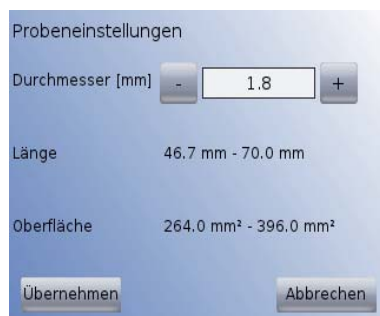 Probeneinstellungen
Durchmesser [mm] - 1.8 +
Länge 46.7 mm - 70.0 mm
Oberfläche 264.0 mm² - 396.0 mm²
Übernehmen Abbrechen